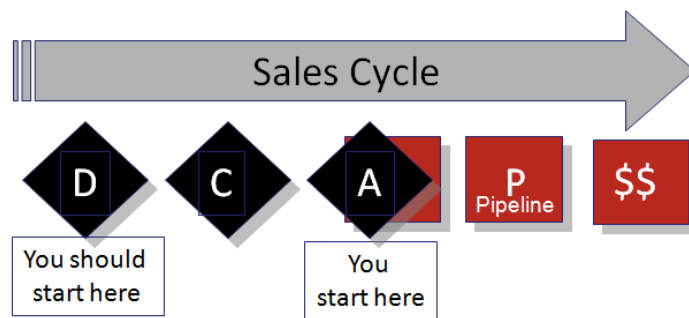 Sales Cycle
D
C
A
P
Pipeline
$$
You should
start here
You
start here